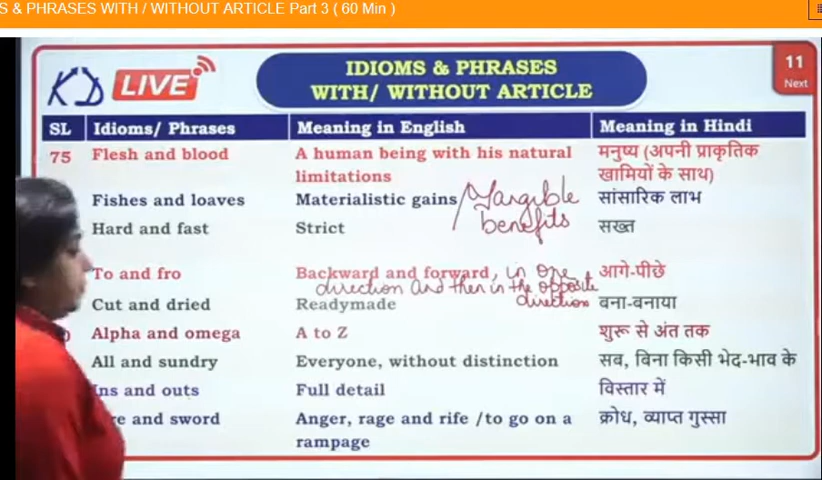 S & PHRASES WITH / WITHOUT ARTICLE Part 3 ( 60 Min )
KD LIVE
IDIOMS & PHRASES
WITH/ WITHOUT ARTICLE
11
Next
SL Idioms/ Phrases Meaning in English Meaning in Hindi
75 Flesh and blood A human being with his natural मनुष्य (अपनी प्राकृतिक
limitations खामियों के साथ)
Fishes and loaves Materialistic gains / Tangible सांसारिक लाभ
benefits
Hard and fast Strict सख्त
To and fro Backward and forward, in one आगे-पीछे
direction and then in the opposite
Cut and dried Readymade direction बना-बनाया
Alpha and omega A to Z शुरू से अंत तक
All and sundry Everyone, without distinction सब, बिना किसी भेद-भाव के
Ins and outs Full detail विस्तार में
re and sword Anger, rage and rife /to go on a क्रोध, व्याप्त गुस्सा
rampage